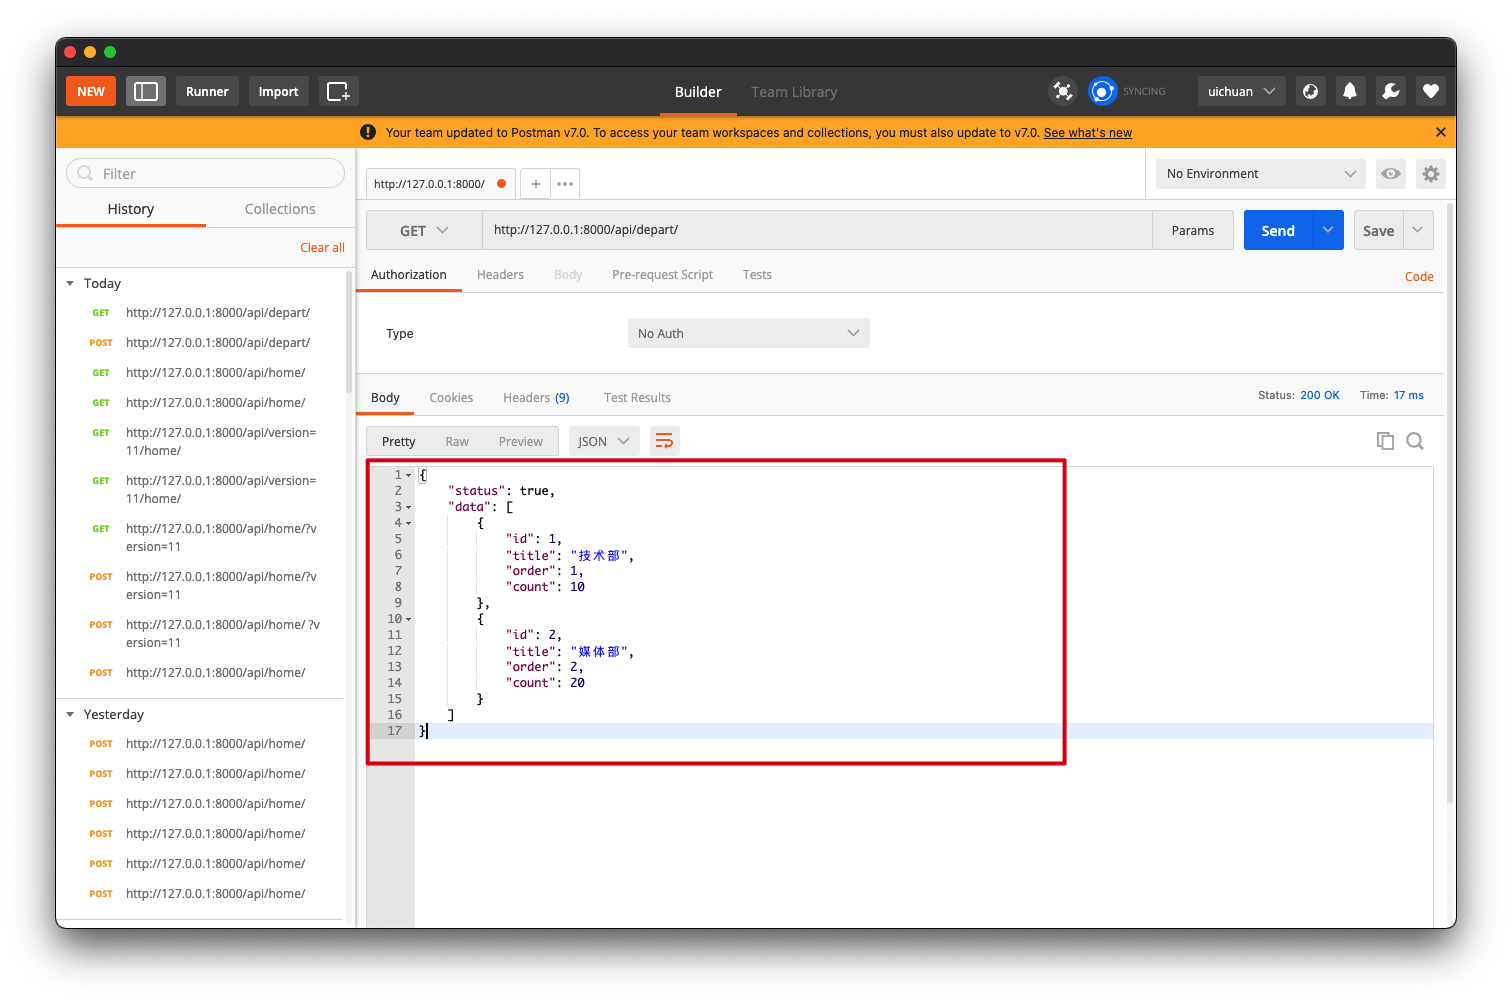 NEW
Runner
Import
Builder
Team Library
SYNCING
uichuan
Your team updated to Postman v7.0. To access your team workspaces and collections, you must also update to v7.0. See what's new
Filter
History
Collections
Clear all
Today
GET http://127.0.0.1:8000/api/depart/
POST http://127.0.0.1:8000/api/depart/
GET http://127.0.0.1:8000/api/home/
GET http://127.0.0.1:8000/api/home/
GET http://127.0.0.1:8000/api/version=
11/home/
GET http://127.0.0.1:8000/api/version=
11/home/
GET http://127.0.0.1:8000/api/home/?v
ersion=11
POST http://127.0.0.1:8000/api/home/?v
ersion=11
POST http://127.0.0.1:8000/api/home/ ?v
ersion=11
POST http://127.0.0.1:8000/api/home/
Yesterday
POST http://127.0.0.1:8000/api/home/
POST http://127.0.0.1:8000/api/home/
POST http://127.0.0.1:8000/api/home/
POST http://127.0.0.1:8000/api/home/
POST http://127.0.0.1:8000/api/home/
POST http://127.0.0.1:8000/api/home/
http://127.0.0.1:8000/
No Environment
GET
http://127.0.0.1:8000/api/depart/
Params
Send
Save
Authorization
Headers
Body
Pre-request Script
Tests
Code
Type
No Auth
Body
Cookies
Headers (9)
Test Results
Status: 200 OK
Time: 17 ms
Pretty
Raw
Preview
JSON
1 {
2 "status": true,
3 "data": [
4 {
5 "id": 1,
6 "title": "技术部",
7 "order": 1,
8 "count": 10
9 },
10 {
11 "id": 2,
12 "title": "媒体部",
13 "order": 2,
14 "count": 20
15 }
16 ]
17 }